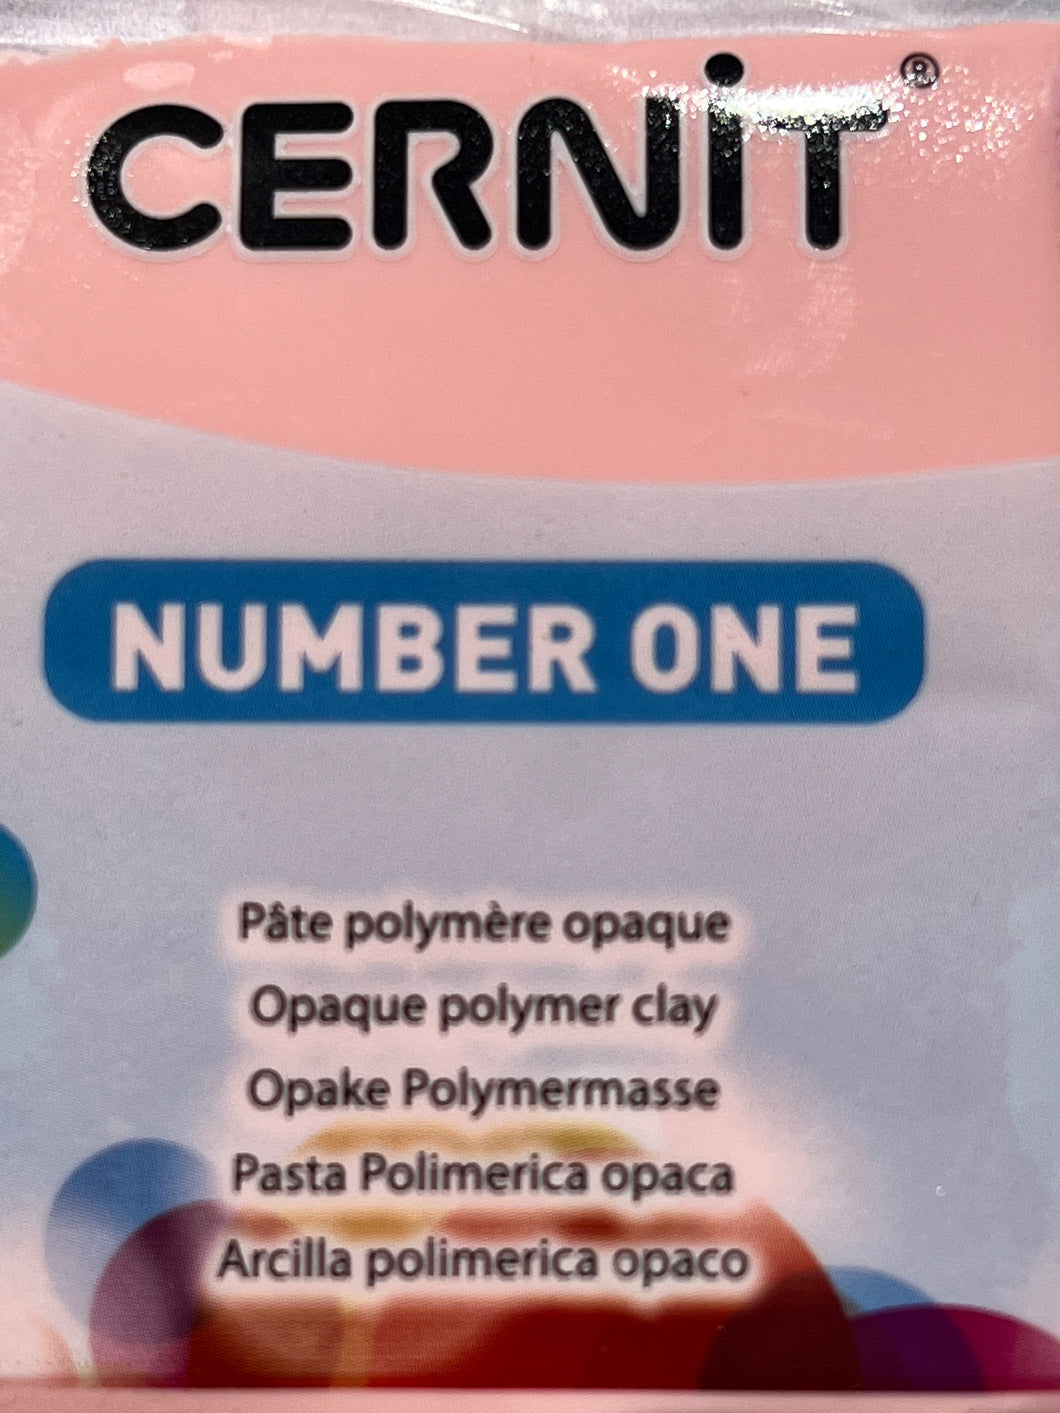 CERNiT®
NUMBER ONE
Pâte polymère opaque
Opaque polymer clay
Opake Polymermasse
Pasta Polimerica opaca
Arcilla polimerica opaco